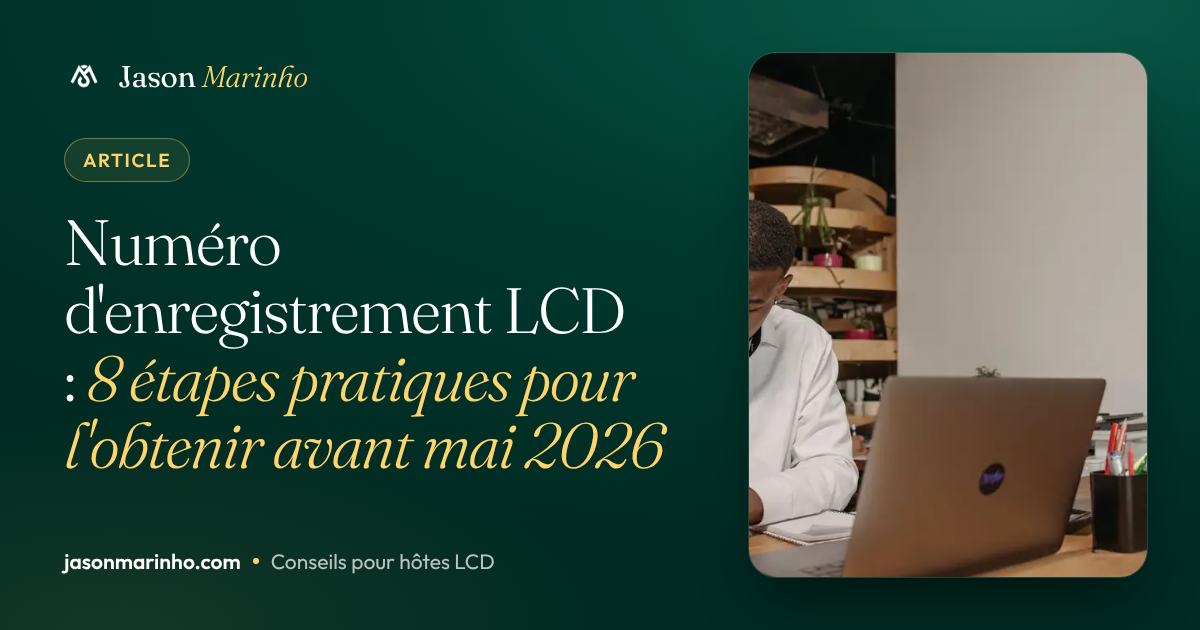 Jason Marinho
ARTICLE
Numéro
d'enregistrement LCD
: 8 étapes pratiques pour
l'obtenir avant mai 2026
jasonmarinho.com • Conseils pour hôtes LCD